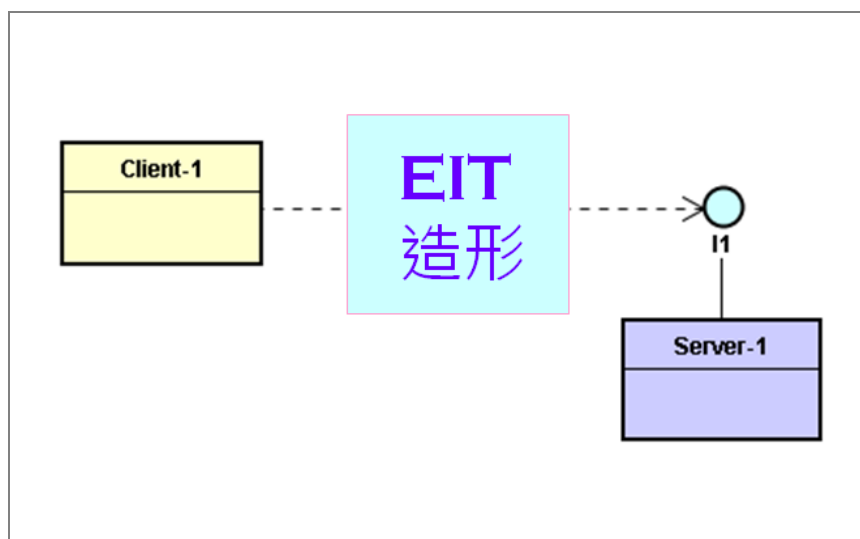 Client-1
EIT
造形
I1
Server-1